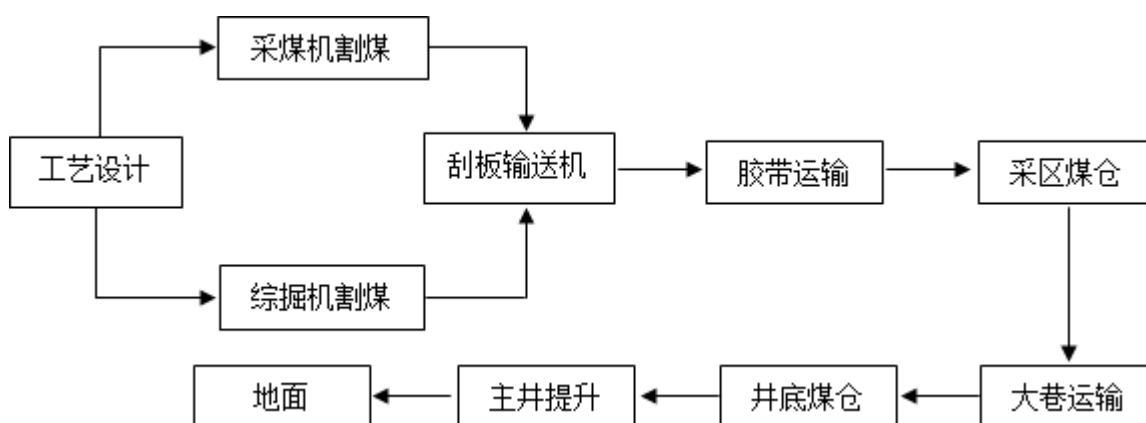 采煤机割煤
工艺设计
刮板输送机
胶带运输
采区煤仓
综掘机割煤
地面
主井提升
井底煤仓
大巷运输